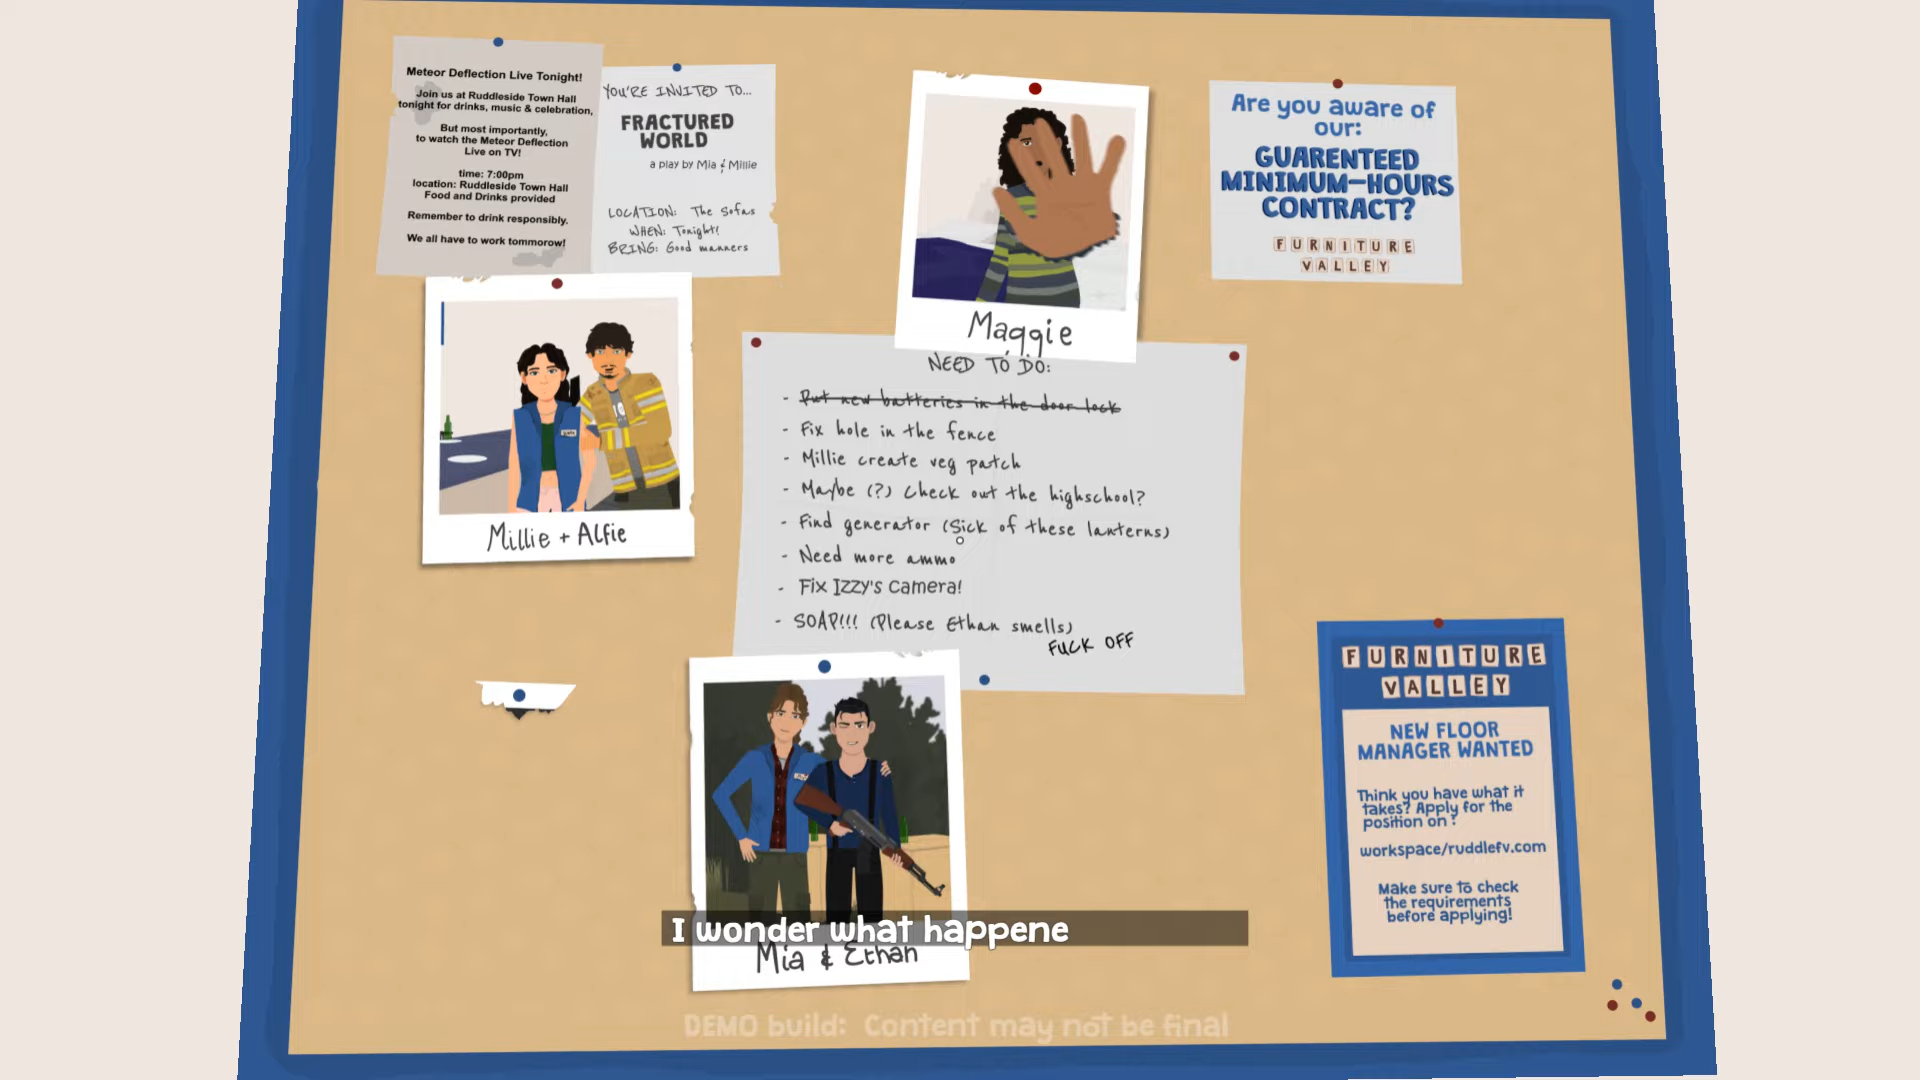 Meteor Deflection Live Tonight!
Join us at Ruddleside Town Hall
tonight for drinks, music & celebration,
But most importantly,
to watch the Meteor Deflection
Live on TV!
time: 7:00pm
location: Ruddleside Town Hall
Food and Drinks provided
Remember to drink responsibly.
We all have to work tommorow!
YOU'RE INVITED TO...
FRACTURED
WORLD
a play by Mia & Millie
LOCATION: The Sofas
WHEN: Tonight!
BRING: Good manners
Maggie
Are you aware of
our:
GUARENTEED
MINIMUM-HOURS
CONTRACT?
FURNITURE
VALLEY
Millie + Alfie
NEED TO DO:
- Put new batteries in the door lock
- Fix hole in the fence
- Millie create veg patch
- Maybe (?) check out the highschool?
- Find generator (Sick of these lanterns)
- Need more ammo
- Fix Izzy's camera!
- SOAP!!! (Please Ethan smells)
FUCK OFF
Mia & Ethan
FURNITURE
VALLEY
NEW FLOOR
MANAGER WANTED
Think you have what it
takes? Apply for the
position on :
workspace/ruddlefv.com
Make sure to check
the requirements
before applying!
I wonder what happene
DEMO build: Content may not be final